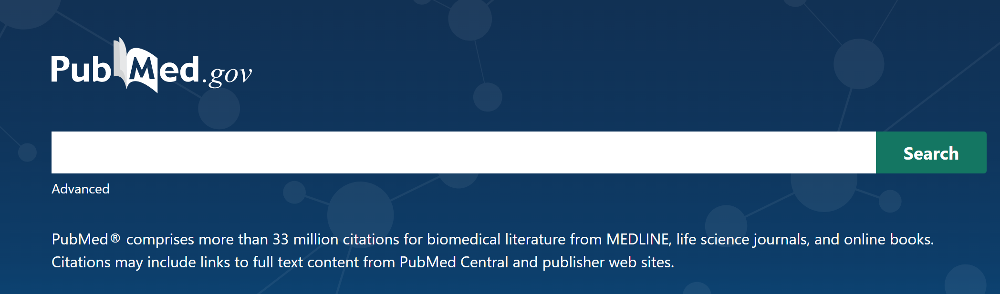 PubMed.gov
Search
Advanced
PubMed® comprises more than 33 million citations for biomedical literature from MEDLINE, life science journals, and online books.
Citations may include links to full text content from PubMed Central and publisher web sites.